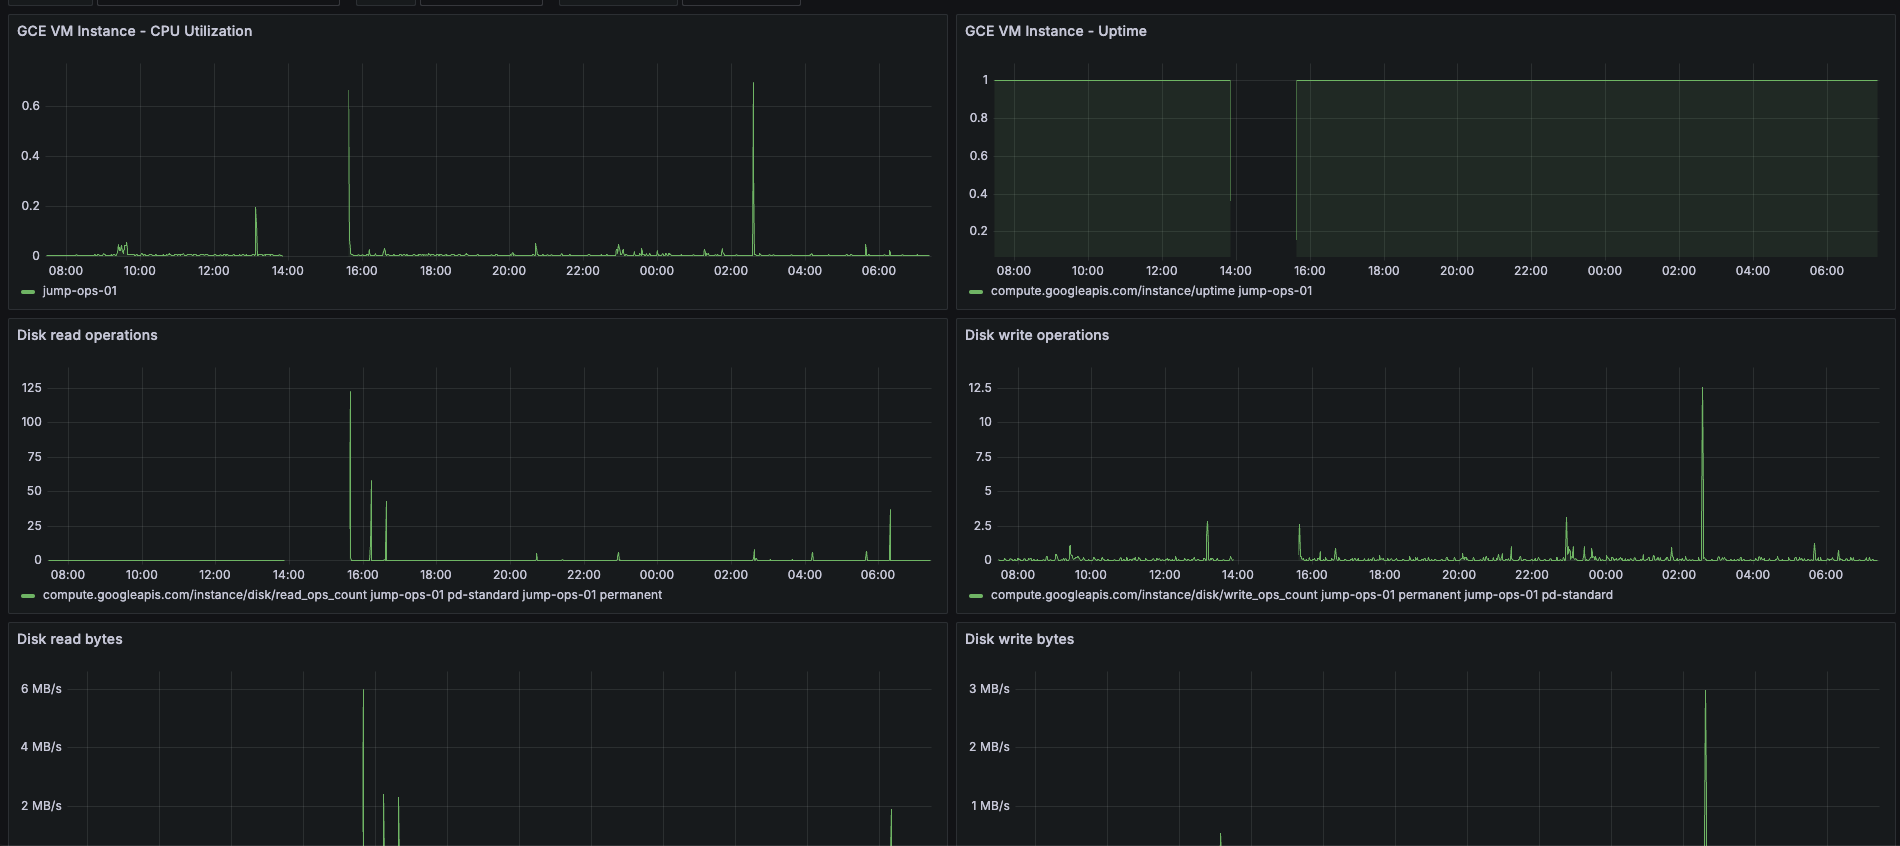 GCE VM Instance - CPU Utilization
0.6
0.4
0.2
0
08:00 10:00 12:00 14:00 16:00 18:00 20:00 22:00 00:00 02:00 04:00 06:00
jump-ops-01
GCE VM Instance - Uptime
1
0.8
0.6
0.4
0.2
08:00 10:00 12:00 14:00 16:00 18:00 20:00 22:00 00:00 02:00 04:00 06:00
compute.googleapis.com/instance/uptime jump-ops-01
Disk read operations
125
100
75
50
25
0
08:00 10:00 12:00 14:00 16:00 18:00 20:00 22:00 00:00 02:00 04:00 06:00
compute.googleapis.com/instance/disk/read_ops_count jump-ops-01 pd-standard jump-ops-01 permanent
Disk write operations
12.5
10
7.5
5
2.5
0
08:00 10:00 12:00 14:00 16:00 18:00 20:00 22:00 00:00 02:00 04:00 06:00
compute.googleapis.com/instance/disk/write_ops_count jump-ops-01 permanent jump-ops-01 pd-standard
Disk read bytes
6 MB/s
4 MB/s
2 MB/s
Disk write bytes
3 MB/s
2 MB/s
1 MB/s